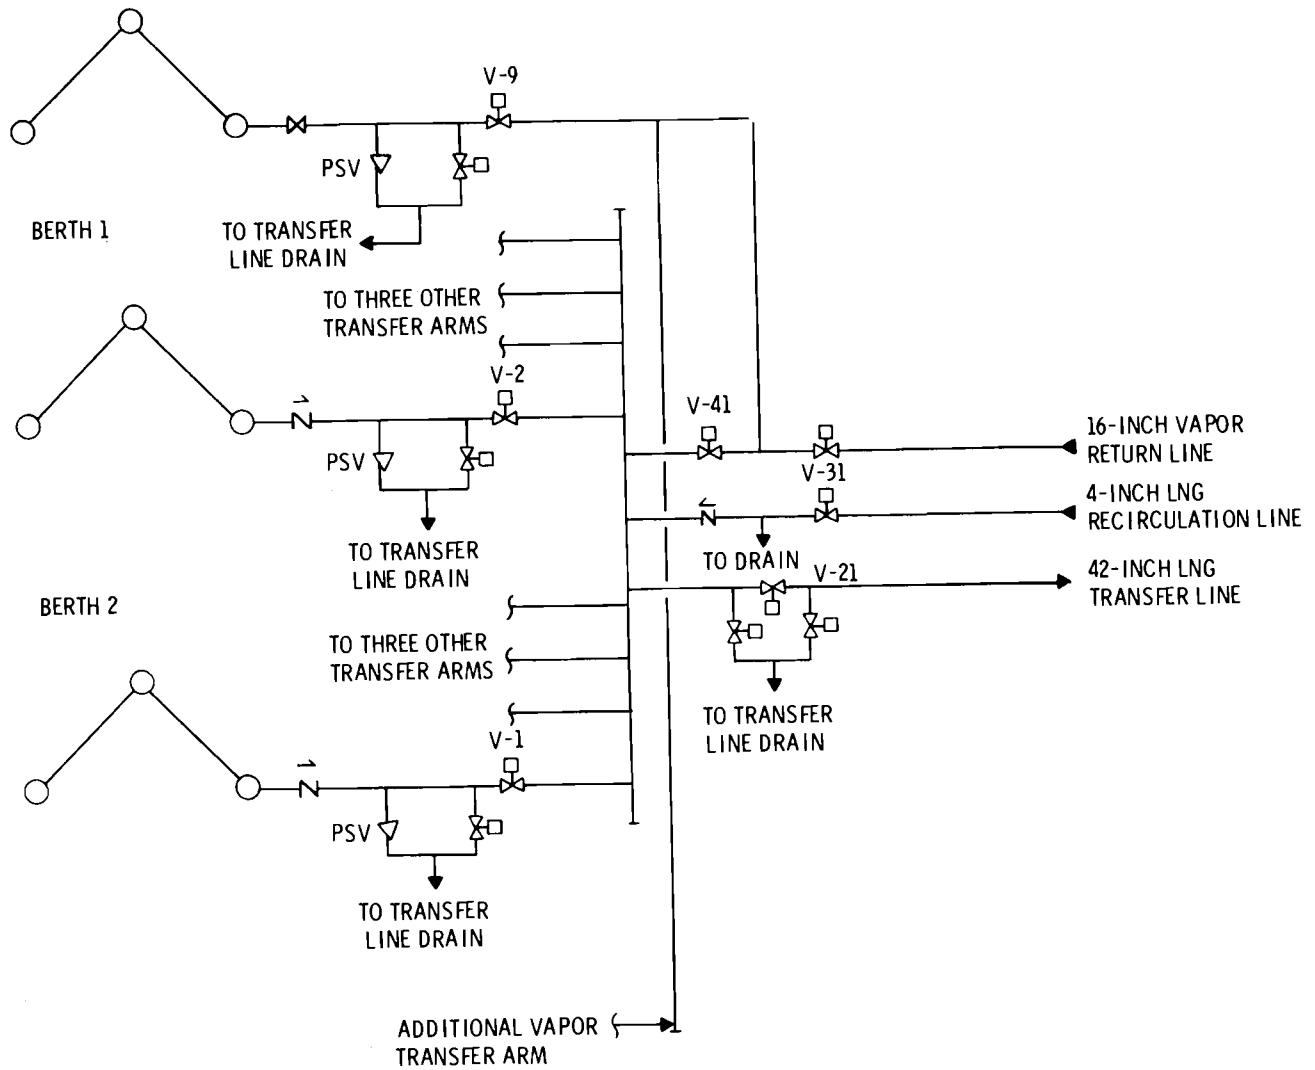 V-9
PSV
BERTH 1
TO TRANSFER
LINE DRAIN
TO THREE OTHER
TRANSFER ARMS
V-2
V-41
16-INCH VAPOR
RETURN LINE
PSV
V-31
4-INCH LNG
RECIRCULATION LINE
TO TRANSFER
LINE DRAIN
TO DRAIN
V-21
42-INCH LNG
TRANSFER LINE
BERTH 2
TO THREE OTHER
TRANSFER ARMS
TO TRANSFER
LINE DRAIN
V-1
PSV
TO TRANSFER
LINE DRAIN
ADDITIONAL VAPOR
TRANSFER ARM